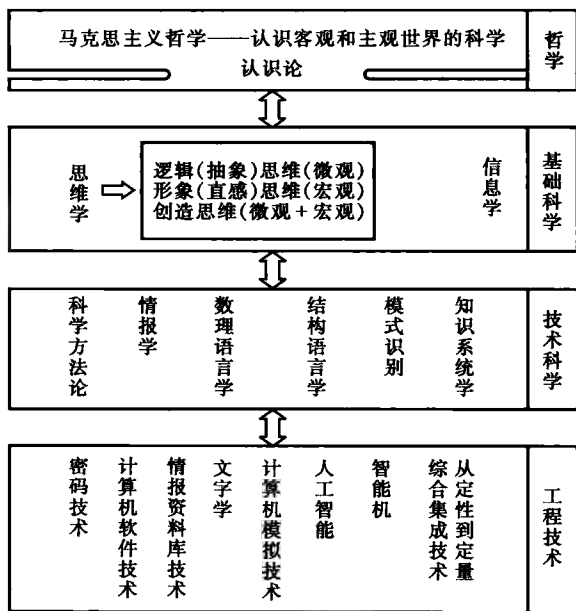 马克思主义哲学——认识客观和主观世界的科学
认识论
哲学
思维学
逻辑(抽象)思维(微观)
形象(直感)思维(宏观)
创造思维(微观+宏观)
信息学
基础科学
科学方法论
情报学
数理语言学
结构语言学
模式识别
知识系统学
技术科学
密码技术
计算机软件技术
情报资料库技术
文字学
计算机模拟技术
人工智能
智能机
从定性到定量
综合集成技术
工程技术